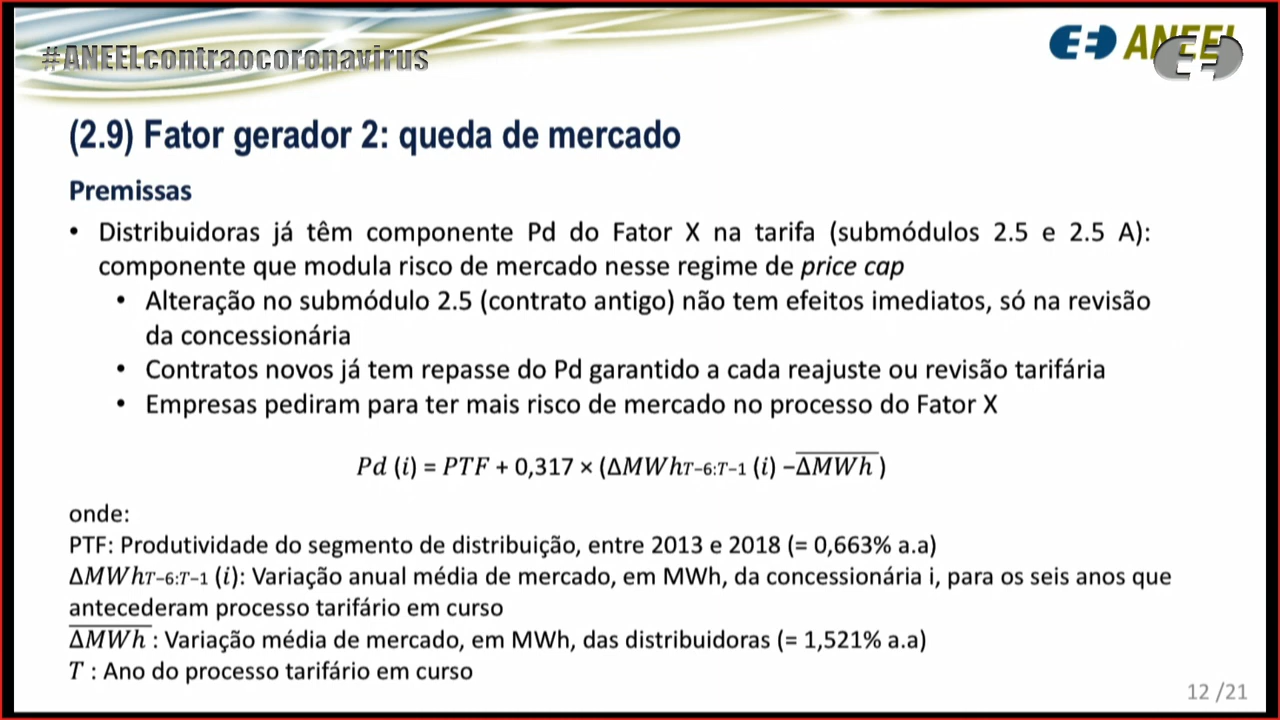 #ANEELcontraocoronavirus
ANEEL
(2.9) Fator gerador 2: queda de mercado
Premissas
• Distribuidoras já têm componente Pd do Fator X na tarifa (submódulos 2.5 e 2.5 A):
componente que modula risco de mercado nesse regime de price cap
• Alteração no submódulo 2.5 (contrato antigo) não tem efeitos imediatos, só na revisão
da concessionária
• Contratos novos já tem repasse do Pd garantido a cada reajuste ou revisão tarifária
• Empresas pediram para ter mais risco de mercado no processo do Fator X
Pd (i) = PTF + 0,317 × (ΔMWhT−6:T−1 (i) −Δ̅M̅W̅h̅ )
onde:
PTF: Produtividade do segmento de distribuição, entre 2013 e 2018 (= 0,663% a.a)
ΔMWhT−6:T−1 (i): Variação anual média de mercado, em MWh, da concessionária i, para os seis anos que
antecederam processo tarifário em curso
Δ̅M̅W̅h̅ : Variação média de mercado, em MWh, das distribuidoras (= 1,521% a.a)
T : Ano do processo tarifário em curso
12 /21